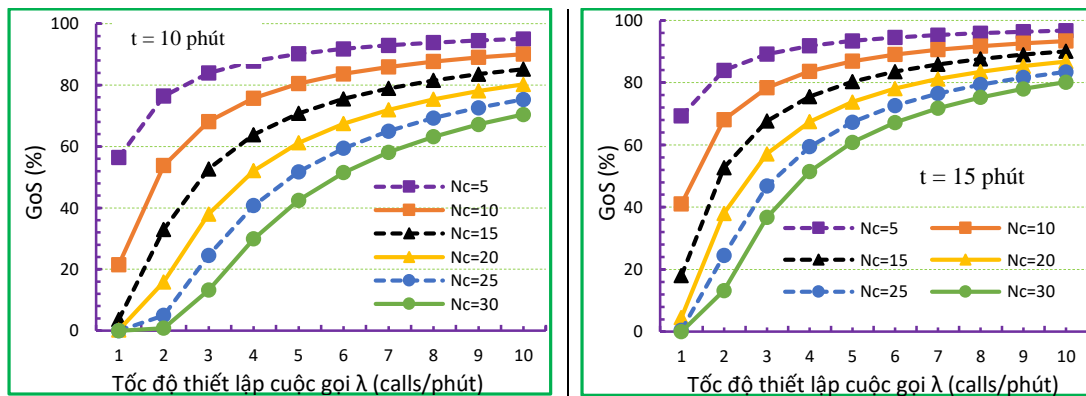 100
80
60
40
20
0
GoS (%)
t = 10 phút
Nc=5
Nc=10
Nc=15
Nc=20
Nc=25
Nc=30
1 2 3 4 5 6 7 8 9 10
Tốc độ thiết lập cuộc gọi λ (calls/phút)
100
80
60
40
20
0
GoS (%)
t = 15 phút
Nc=5 Nc=10
Nc=15 Nc=20
Nc=25 Nc=30
1 2 3 4 5 6 7 8 9 10
Tốc độ thiết lập cuộc gọi λ (calls/phút)